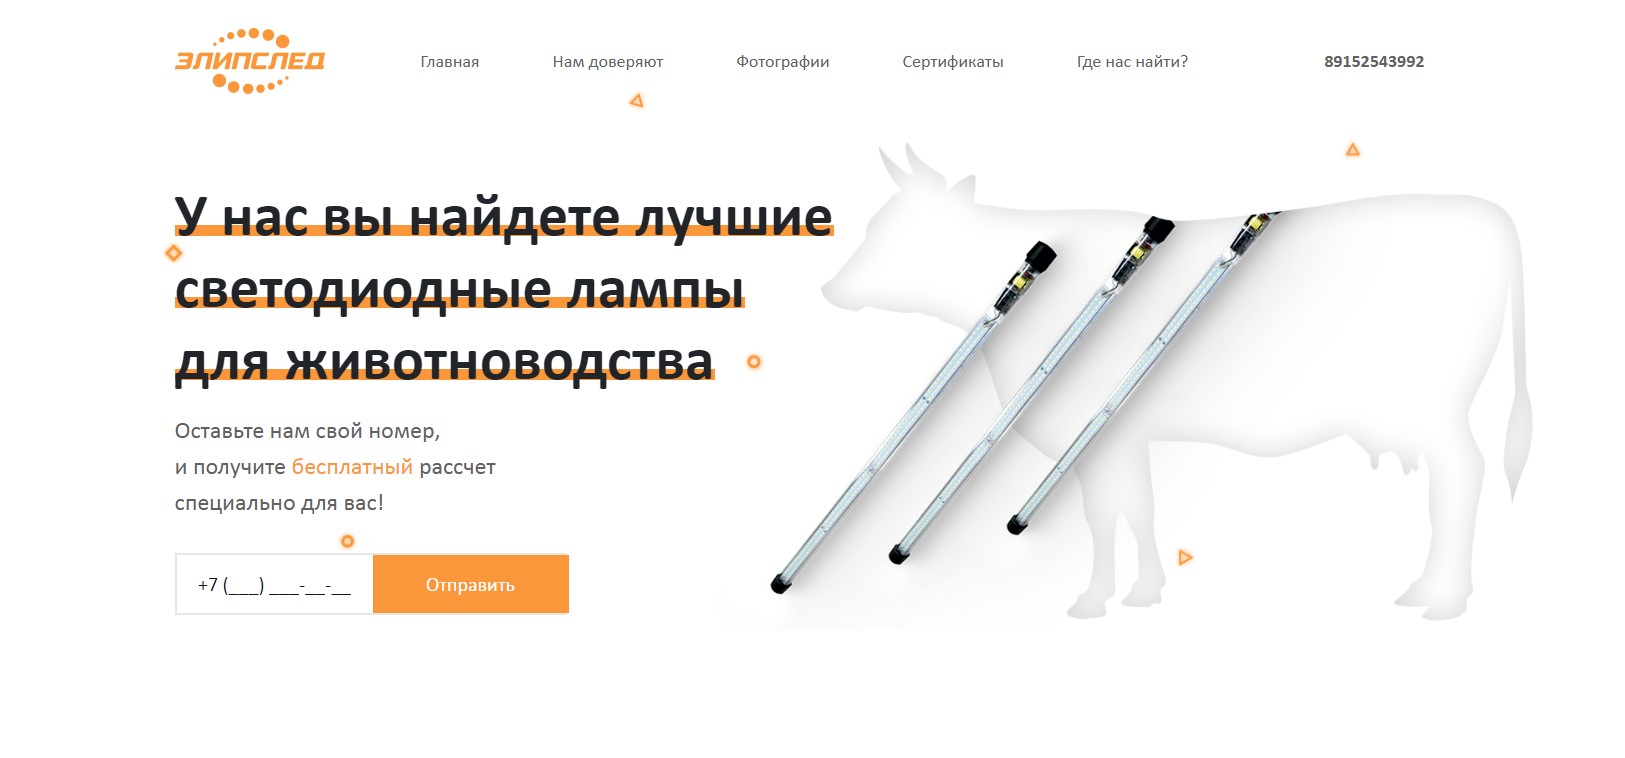 ЭЛИПСЛЕД
Главная
Нам доверяют
Фотографии
Сертификаты
Где нас найти?
89152543992
У нас вы найдете лучшие
светодиодные лампы
для животноводства
Оставьте нам свой номер,
и получите бесплатный рассчет
специально для вас!
+7 (___) ___-__-__
Отправить